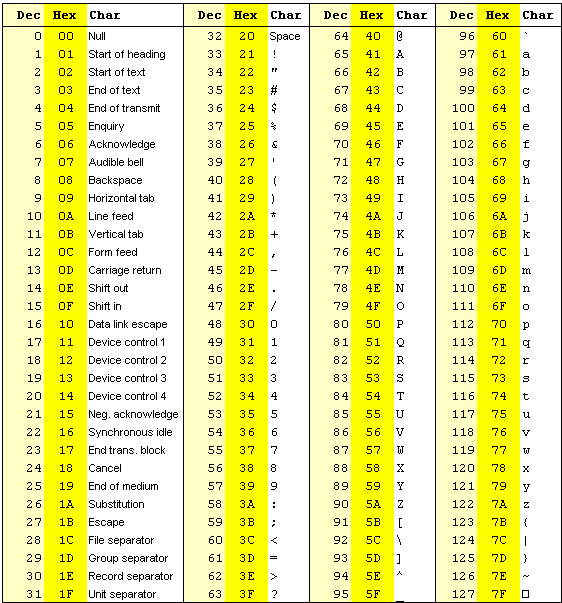 Dec Hex Char Dec Hex Char Dec Hex Char Dec Hex Char
0 00 Null 32 20 Space 64 40 @ 96 60 `
1 01 Start of heading 33 21 ! 65 41 A 97 61 a
2 02 Start of text 34 22 " 66 42 B 98 62 b
3 03 End of text 35 23 # 67 43 C 99 63 c
4 04 End of transmit 36 24 $ 68 44 D 100 64 d
5 05 Enquiry 37 25 % 69 45 E 101 65 e
6 06 Acknowledge 38 26 & 70 46 F 102 66 f
7 07 Audible bell 39 27 ' 71 47 G 103 67 g
8 08 Backspace 40 28 ( 72 48 H 104 68 h
9 09 Horizontal tab 41 29 ) 73 49 I 105 69 i
10 0A Line feed 42 2A * 74 4A J 106 6A j
11 0B Vertical tab 43 2B + 75 4B K 107 6B k
12 0C Form feed 44 2C , 76 4C L 108 6C l
13 0D Carriage return 45 2D - 77 4D M 109 6D m
14 0E Shift out 46 2E . 78 4E N 110 6E n
15 0F Shift in 47 2F / 79 4F O 111 6F o
16 10 Data link escape 48 30 0 80 50 P 112 70 p
17 11 Device control 1 49 31 1 81 51 Q 113 71 q
18 12 Device control 2 50 32 2 82 52 R 114 72 r
19 13 Device control 3 51 33 3 83 53 S 115 73 s
20 14 Device control 4 52 34 4 84 54 T 116 74 t
21 15 Neg. acknowledge 53 35 5 85 55 U 117 75 u
22 16 Synchronous idle 54 36 6 86 56 V 118 76 v
23 17 End trans. block 55 37 7 87 57 W 119 77 w
24 18 Cancel 56 38 8 88 58 X 120 78 x
25 19 End of medium 57 39 9 89 59 Y 121 79 y
26 1A Substitution 58 3A : 90 5A Z 122 7A z
27 1B Escape 59 3B ; 91 5B [ 123 7B {
28 1C File separator 60 3C < 92 5C \ 124 7C |
29 1D Group separator 61 3D = 93 5D ] 125 7D }
30 1E Record separator 62 3E > 94 5E ^ 126 7E ~
31 1F Unit separator 63 3F ? 95 5F _ 127 7F □